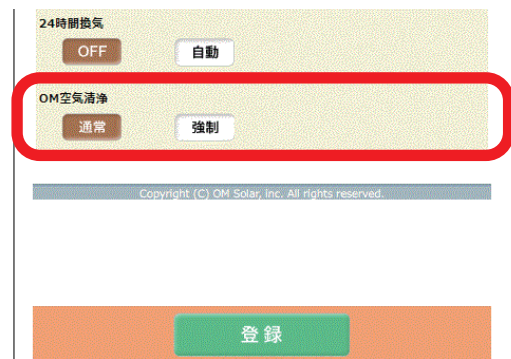 24時間換気
OFF 自動
OM空気清浄
通常 強制
Copyright (C) OM Solar, inc. All rights reserved.
登録